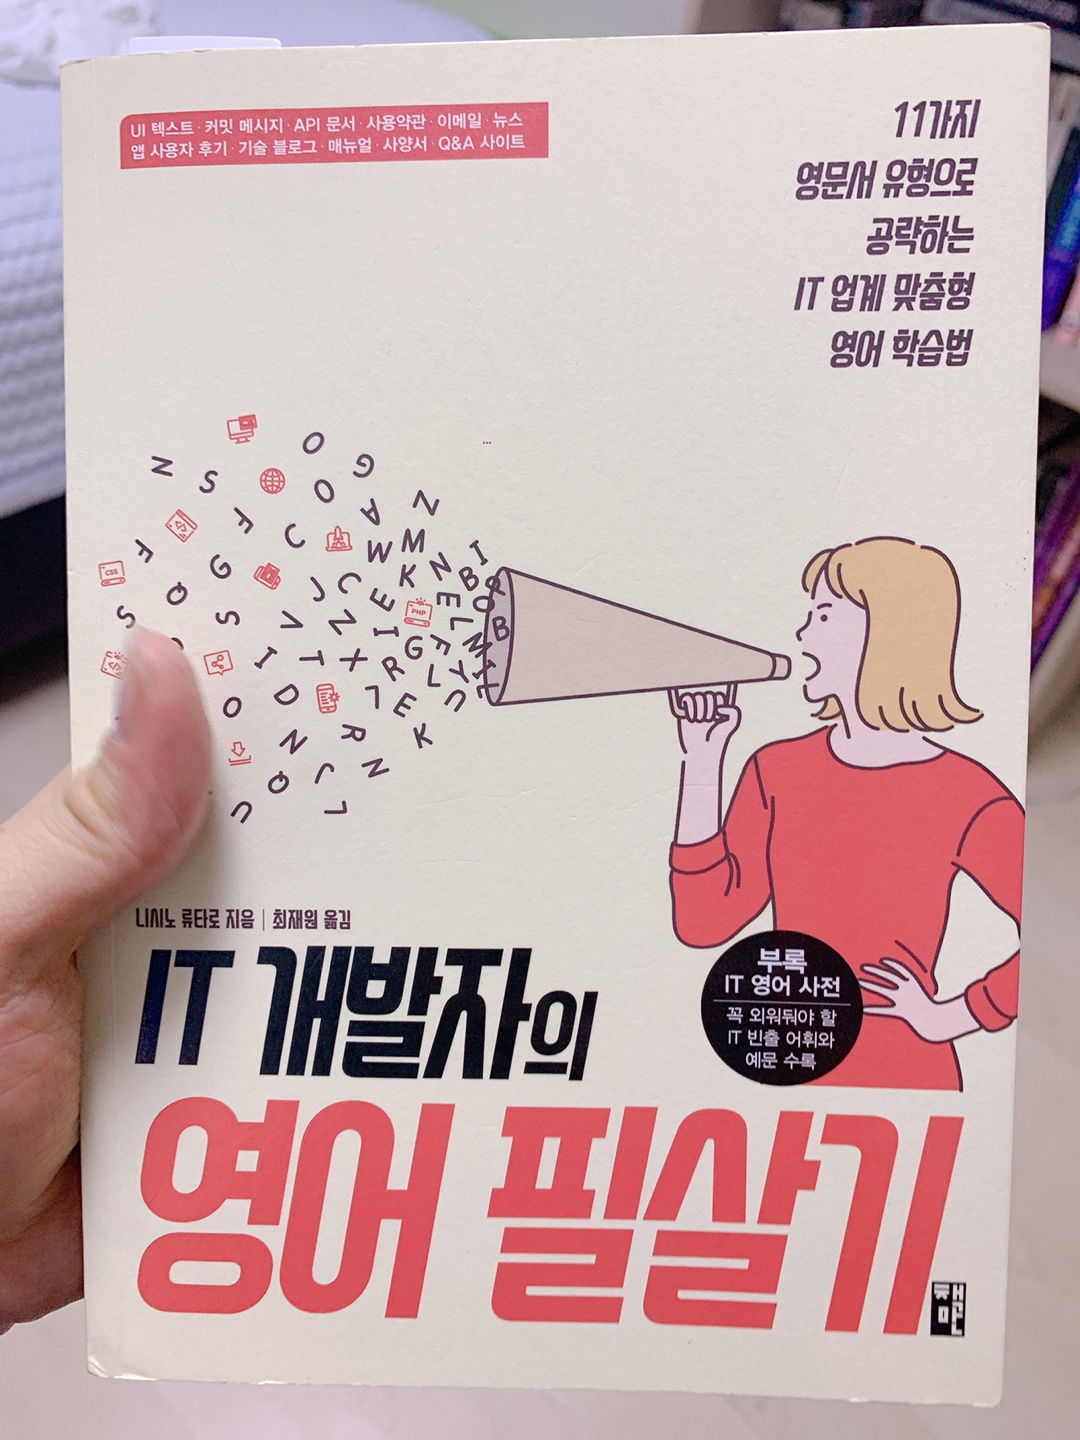 UI 텍스트 · 커밋 메시지 · API 문서 · 사용약관 · 이메일 · 뉴스
앱 사용자 후기 · 기술 블로그 · 매뉴얼 · 사양서 · Q&A 사이트
11가지
영문서 유형으로
공략하는
IT 업계 맞춤형
영어 학습법
CSS
PHP
니시노 류타로 지음 | 최재원 옮김
IT 개발자의
영어 필살기
부록
IT 영어 사전
꼭 외워둬야 할
IT 빈출 어휘와
예문 수록